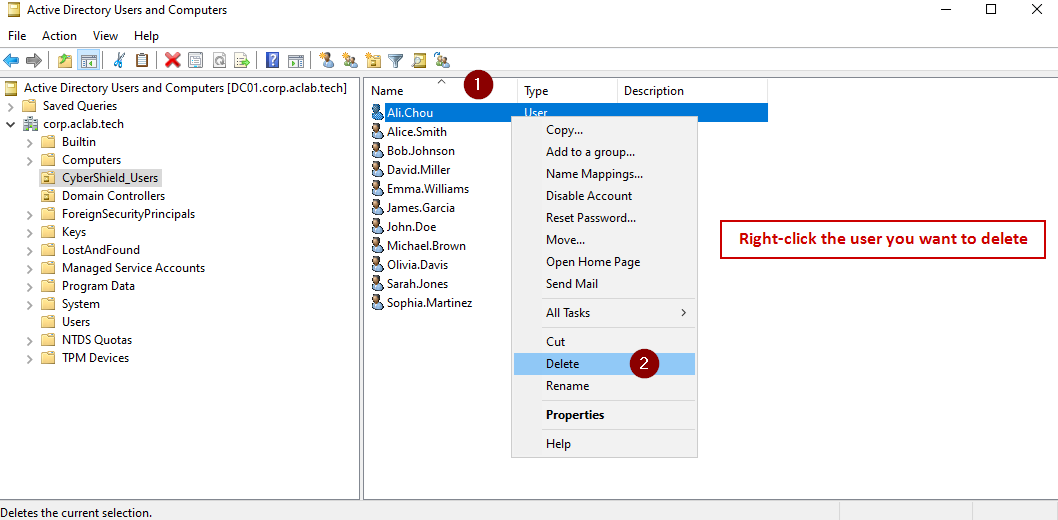 Active Directory Users and Computers
File Action View Help
Active Directory Users and Computers [DC01.corp.aclab.tech]
Saved Queries
corp.aclab.tech
Builtin
Computers
CyberShield_Users
Domain Controllers
ForeignSecurityPrincipals
Keys
LostAndFound
Managed Service Accounts
Program Data
System
Users
NTDS Quotas
TPM Devices
Name 1 Type Description
Ali.Chou User
Alice.Smith
Bob.Johnson
David.Miller
Emma.Williams
James.Garcia
John.Doe
Michael.Brown
Olivia.Davis
Sarah.Jones
Sophia.Martinez
Copy...
Add to a group...
Name Mappings...
Disable Account
Reset Password...
Move...
Open Home Page
Send Mail
All Tasks
Cut
Delete 2
Rename
Properties
Help
Right-click the user you want to delete
Deletes the current selection.